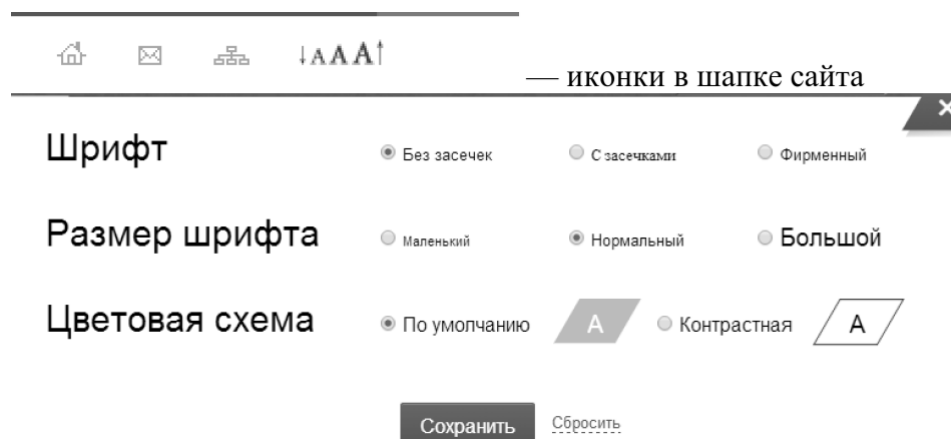 ↓AAA↑
— иконки в шапке сайта
×
Шрифт Без засечек С засечками Фирменный
Размер шрифта Маленький Нормальный Большой
Цветовая схема По умолчанию A Контрастная A
Сохранить Сбросить